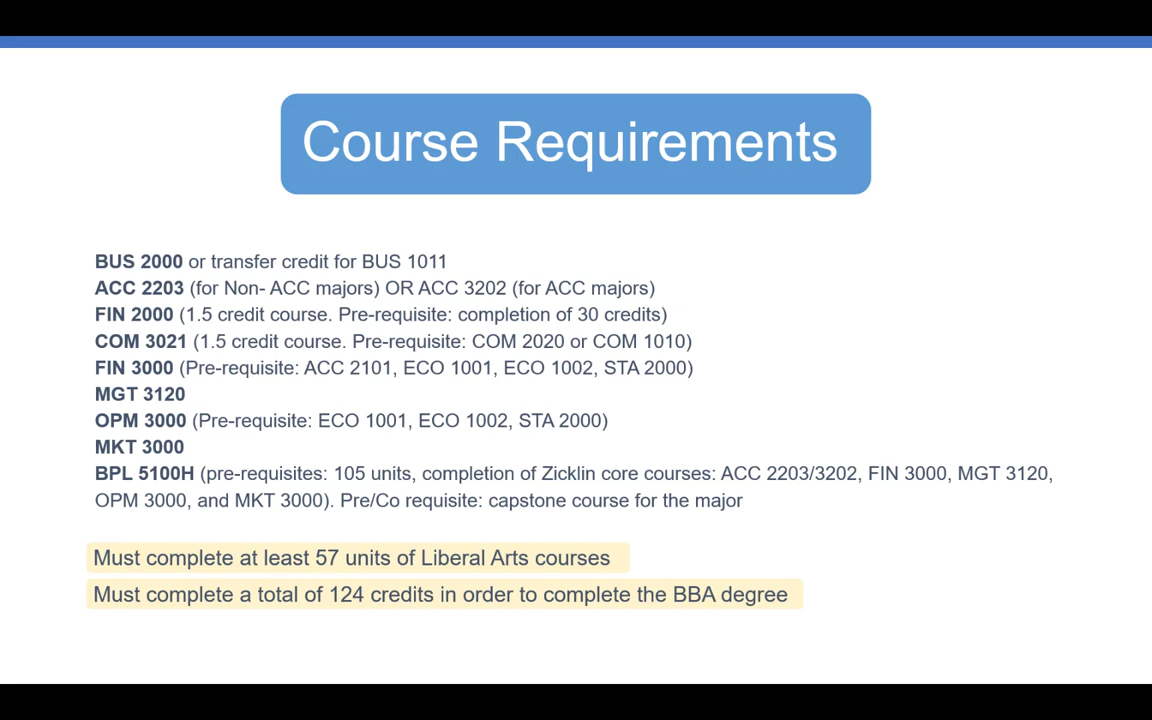 Course Requirements
BUS 2000 or transfer credit for BUS 1011
ACC 2203 (for Non- ACC majors) OR ACC 3202 (for ACC majors)
FIN 2000 (1.5 credit course. Pre-requisite: completion of 30 credits)
COM 3021 (1.5 credit course. Pre-requisite: COM 2020 or COM 1010)
FIN 3000 (Pre-requisite: ACC 2101, ECO 1001, ECO 1002, STA 2000)
MGT 3120
OPM 3000 (Pre-requisite: ECO 1001, ECO 1002, STA 2000)
MKT 3000
BPL 5100H (pre-requisites: 105 units, completion of Zicklin core courses: ACC 2203/3202, FIN 3000, MGT 3120,
OPM 3000, and MKT 3000). Pre/Co requisite: capstone course for the major
Must complete at least 57 units of Liberal Arts courses
Must complete a total of 124 credits in order to complete the BBA degree